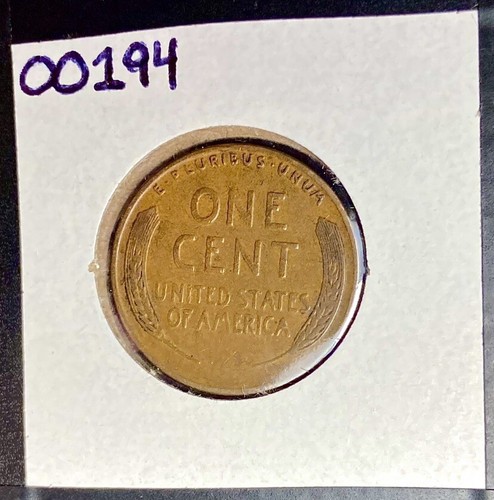 00194
E·PLURIBUS·UNUM
ONE
CENT
UNITED STATES
OF AMERICA